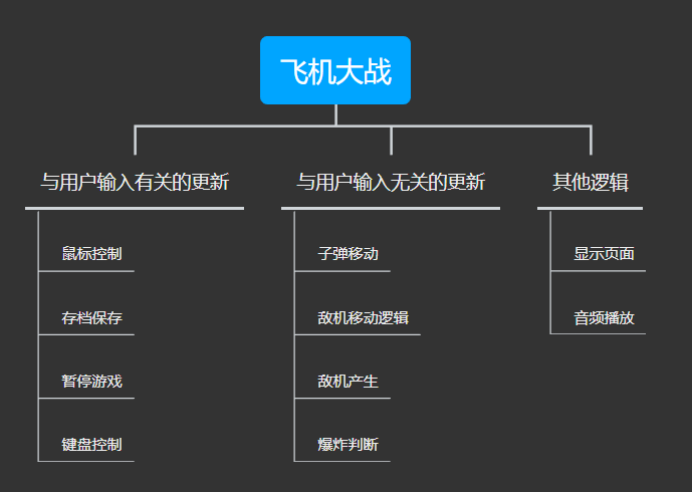 飞机大战
与用户输入有关的更新
鼠标控制
存档保存
暂停游戏
键盘控制
与用户输入无关的更新
子弹移动
敌机移动逻辑
敌机产生
爆炸判断
其他逻辑
显示页面
音频播放